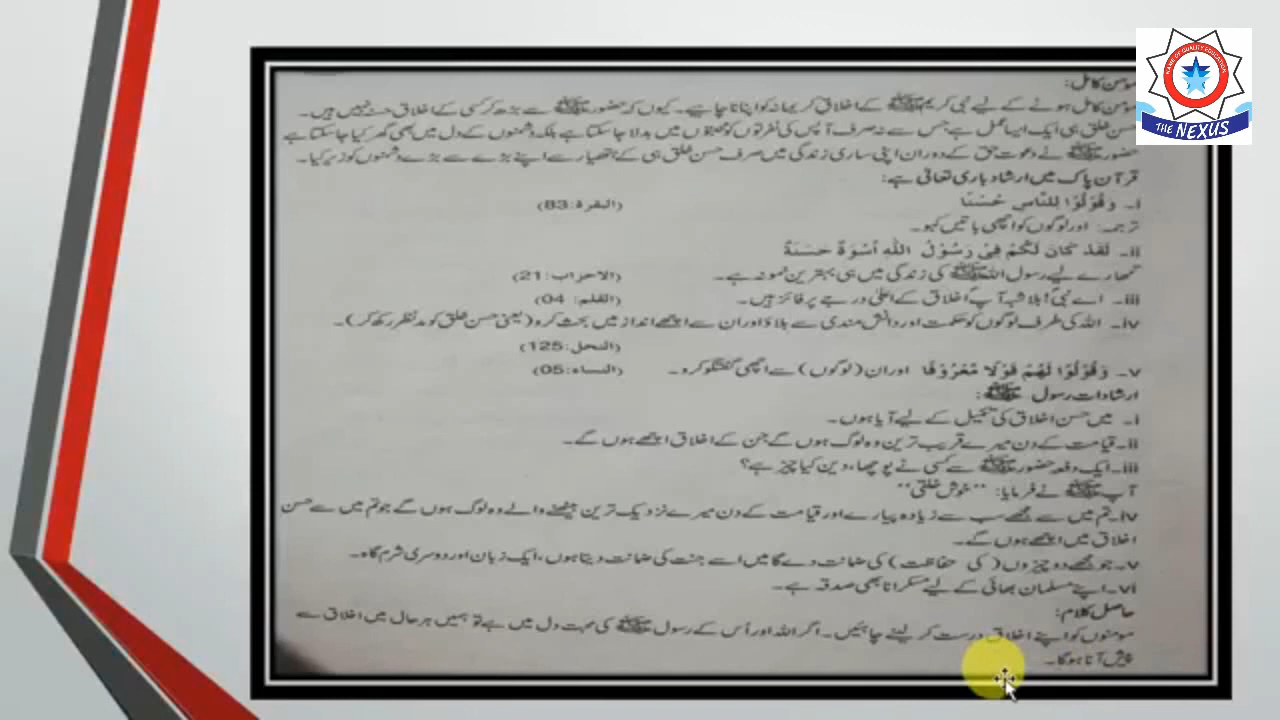 NAME OF QUALITY EDUCATION
THE NEXUS
مومن کامل:
مومن کامل ہونے کے لیے نبی کریم ﷺ کے اخلاق کریمانہ کو اپنانا چاہیے۔ کیوں کہ حضور ﷺ سے بڑھ کر کسی کے اخلاق حسنہ نہیں ہیں۔
حسن خلق ہی ایک ایسا عمل ہے جس سے نہ صرف آپس کی نفرتوں کو محبتوں میں بدلا جا سکتا ہے بلکہ دشمنوں کے دل میں بھی گھر کیا جا سکتا ہے
حضور ﷺ نے دعوت حق کے دوران اپنی ساری زندگی میں صرف حسن خلق ہی کے ہتھیار سے اپنے بڑے سے بڑے دشمنوں کو زیر کیا۔
قرآن پاک میں ارشاد باری تعالیٰ ہے:
i۔ وَقُوْلُوْا لِلنَّاسِ حُسْنًا (البقرۃ:83)
ترجمہ: اور لوگوں کو اچھی باتیں کہو۔
ii۔ لَقَدْ كَانَ لَكُمْ فِیْ رَسُوْلِ اللّٰهِ اُسْوَةٌ حَسَنَةٌ
تمھارے لیے رسول اللہ ﷺ کی زندگی میں ہی بہترین نمونہ ہے۔ (الاحزاب:21)
iii۔ اے نبیؐ! بلاشبہ آپؐ اخلاق کے اعلیٰ درجے پر فائز ہیں۔ (القلم:04)
iv۔ اللہ کی طرف لوگوں کو حکمت اور دانش مندی سے بلاؤ اور ان سے اچھے انداز میں بحث کرو (یعنی حسن خلق کو مدنظر رکھ کر)۔
(النحل:125)
v۔ وَقُوْلُوْا لَهُمْ قَوْلًا مَّعْرُوْفًا اور ان (لوگوں) سے اچھی گفتگو کرو۔ (النساء:05)
ارشادات رسول ﷺ:
i۔ میں حسن اخلاق کی تکمیل کے لیے آیا ہوں۔
ii۔ قیامت کے دن میرے قریب ترین وہ لوگ ہوں گے جن کے اخلاق اچھے ہوں گے۔
iii۔ ایک دفعہ حضور ﷺ سے کسی نے پوچھا، دین کیا چیز ہے؟
آپ ﷺ نے فرمایا: ”خوش خلقی“
iv۔ تم میں سے مجھے سب سے زیادہ پیارے اور قیامت کے دن میرے نزدیک ترین بیٹھنے والے وہ لوگ ہوں گے جو تم میں سے حسن
اخلاق میں اچھے ہوں گے۔
v۔ جو مجھے دو چیزوں (کی حفاظت) کی ضانت دے گا میں اسے جنت کی ضانت دیتا ہوں، ایک زبان اور دوسری شرم گاہ۔
vi۔ اپنے مسلمان بھائی کے لیے مسکرانا بھی صدقہ ہے۔
حاصل کلام:
مومنوں کو اپنے اخلاق درست کر لینے چاہئیں۔ اگر اللہ اور اُس کے رسول ﷺ کی محبت دل میں ہے تو ہمیں ہر حال میں اخلاق سے
پیش آنا ہو گا۔